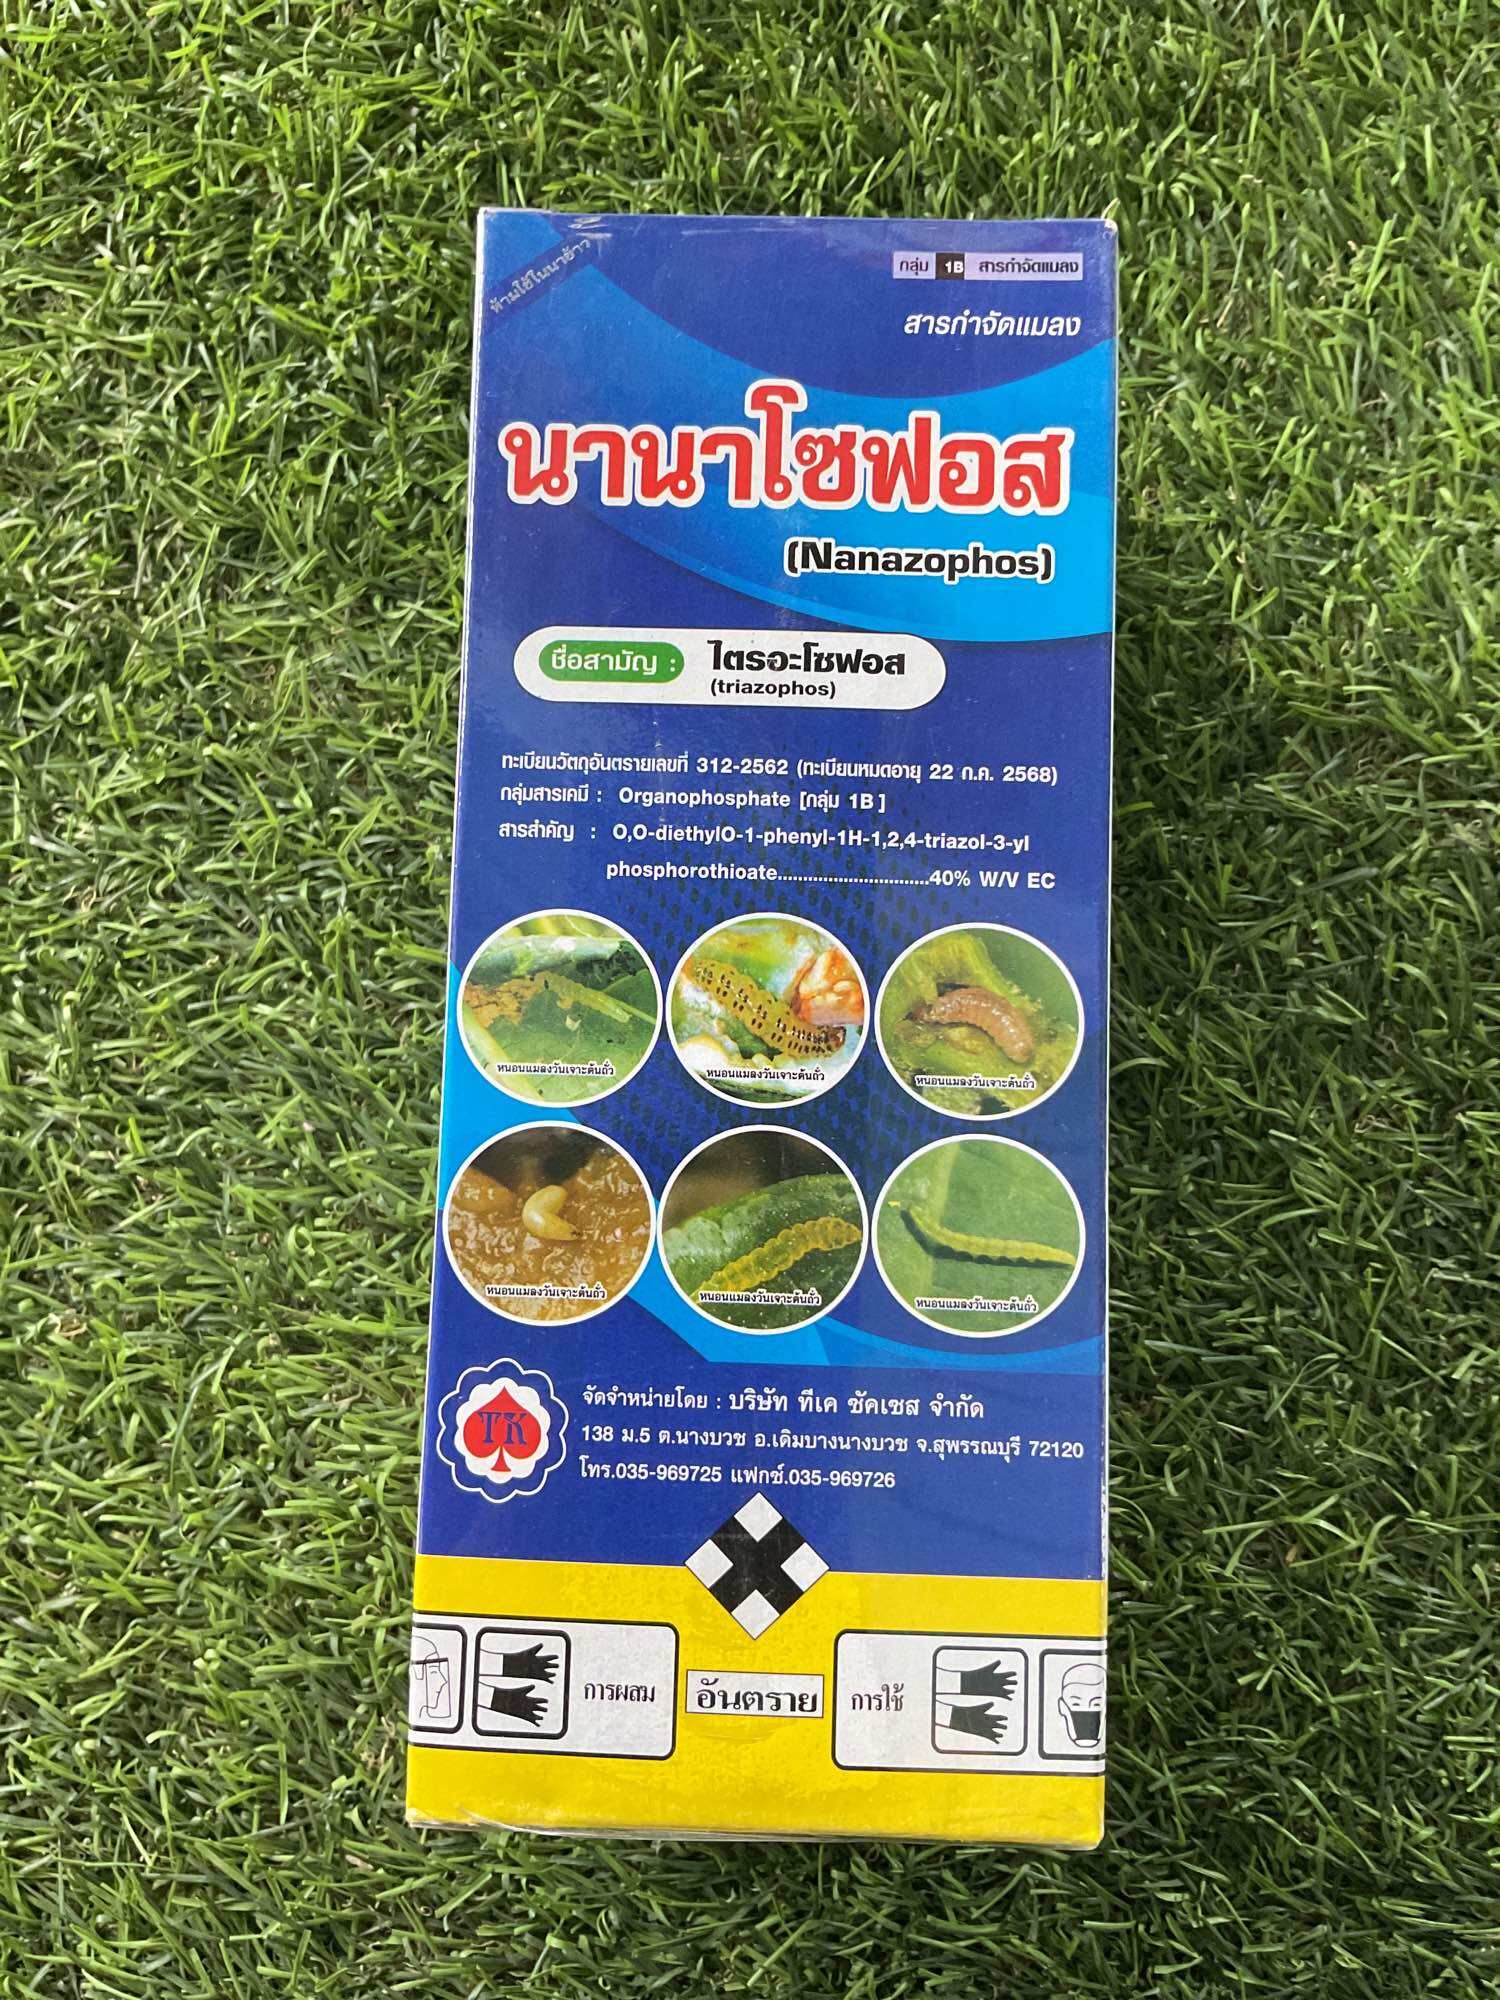 ห้ามใช้ในนาข้าว
กลุ่ม 1B สารกำจัดแมลง
สารกำจัดแมลง
นานาโซฟอส
(Nanazophos)
ชื่อสามัญ : ไตรอะโซฟอส
(triazophos)
ทะเบียนวัตถุอันตรายเลขที่ 312-2562 (ทะเบียนหมดอายุ 22 ก.ค. 2568)
กลุ่มสารเคมี : Organophosphate [กลุ่ม 1B ]
สารสำคัญ : O,O-diethylO-1-phenyl-1H-1,2,4-triazol-3-yl
phosphorothioate..............................40% W/V EC
หนอนแมลงวันเจาะต้นถั่ว
หนอนแมลงวันเจาะต้นถั่ว
หนอนแมลงวันเจาะต้นถั่ว
หนอนแมลงวันเจาะต้นถั่ว
หนอนแมลงวันเจาะต้นถั่ว
หนอนแมลงวันเจาะต้นถั่ว
TK
จัดจำหน่ายโดย : บริษัท ทีเค ซัคเซส จำกัด
138 ม.5 ต.นางบวช อ.เดิมบางนางบวช จ.สุพรรณบุรี 72120
โทร.035-969725 แฟกซ์.035-969726
การผสม
อันตราย
การใช้